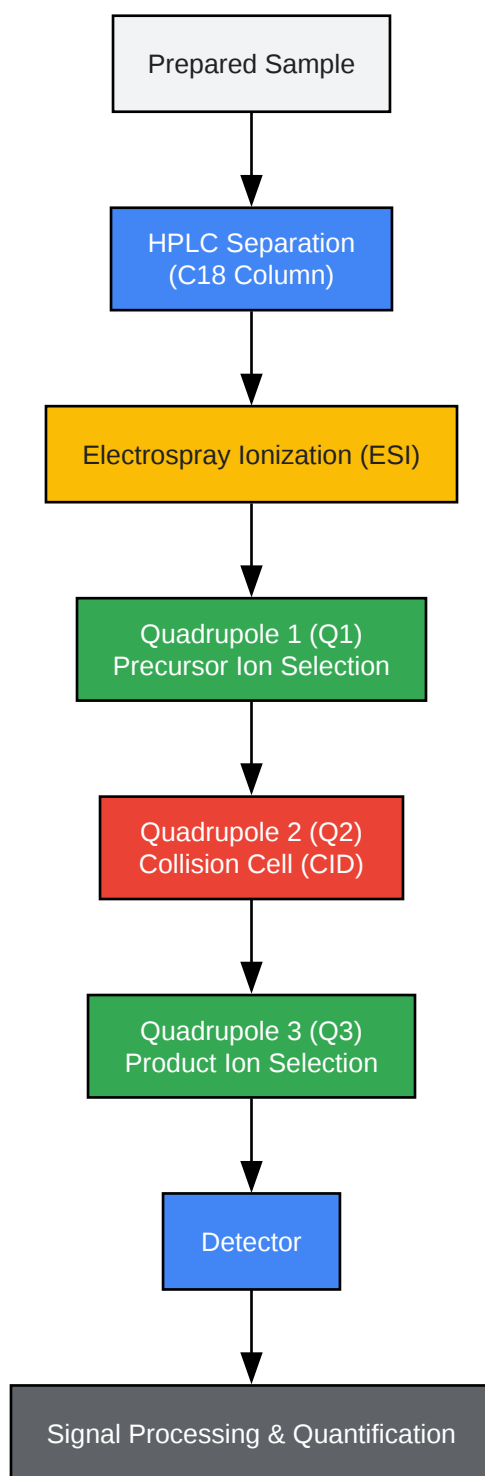 Prepared Sample
HPLC Separation
(C18 Column)
Electrospray Ionization (ESI)
Quadrupole 1 (Q1)
Precursor Ion Selection
Quadrupole 2 (Q2)
Collision Cell (CID)
Quadrupole 3 (Q3)
Product Ion Selection
Detector
Signal Processing & Quantification